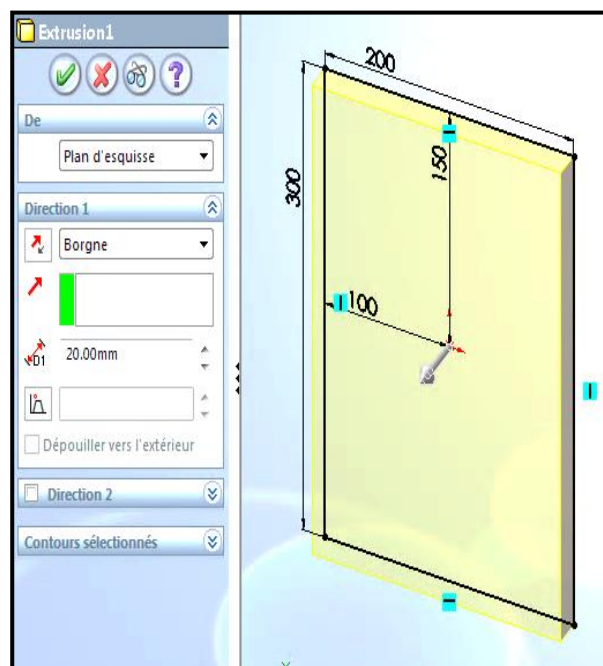 Extrusion1
?
De
Plan d'esquisse
Direction 1
Borgne
D1
20.00mm
Dépouiller vers l'extérieur
Direction 2
Contours sélectionnés
200
300
150
100